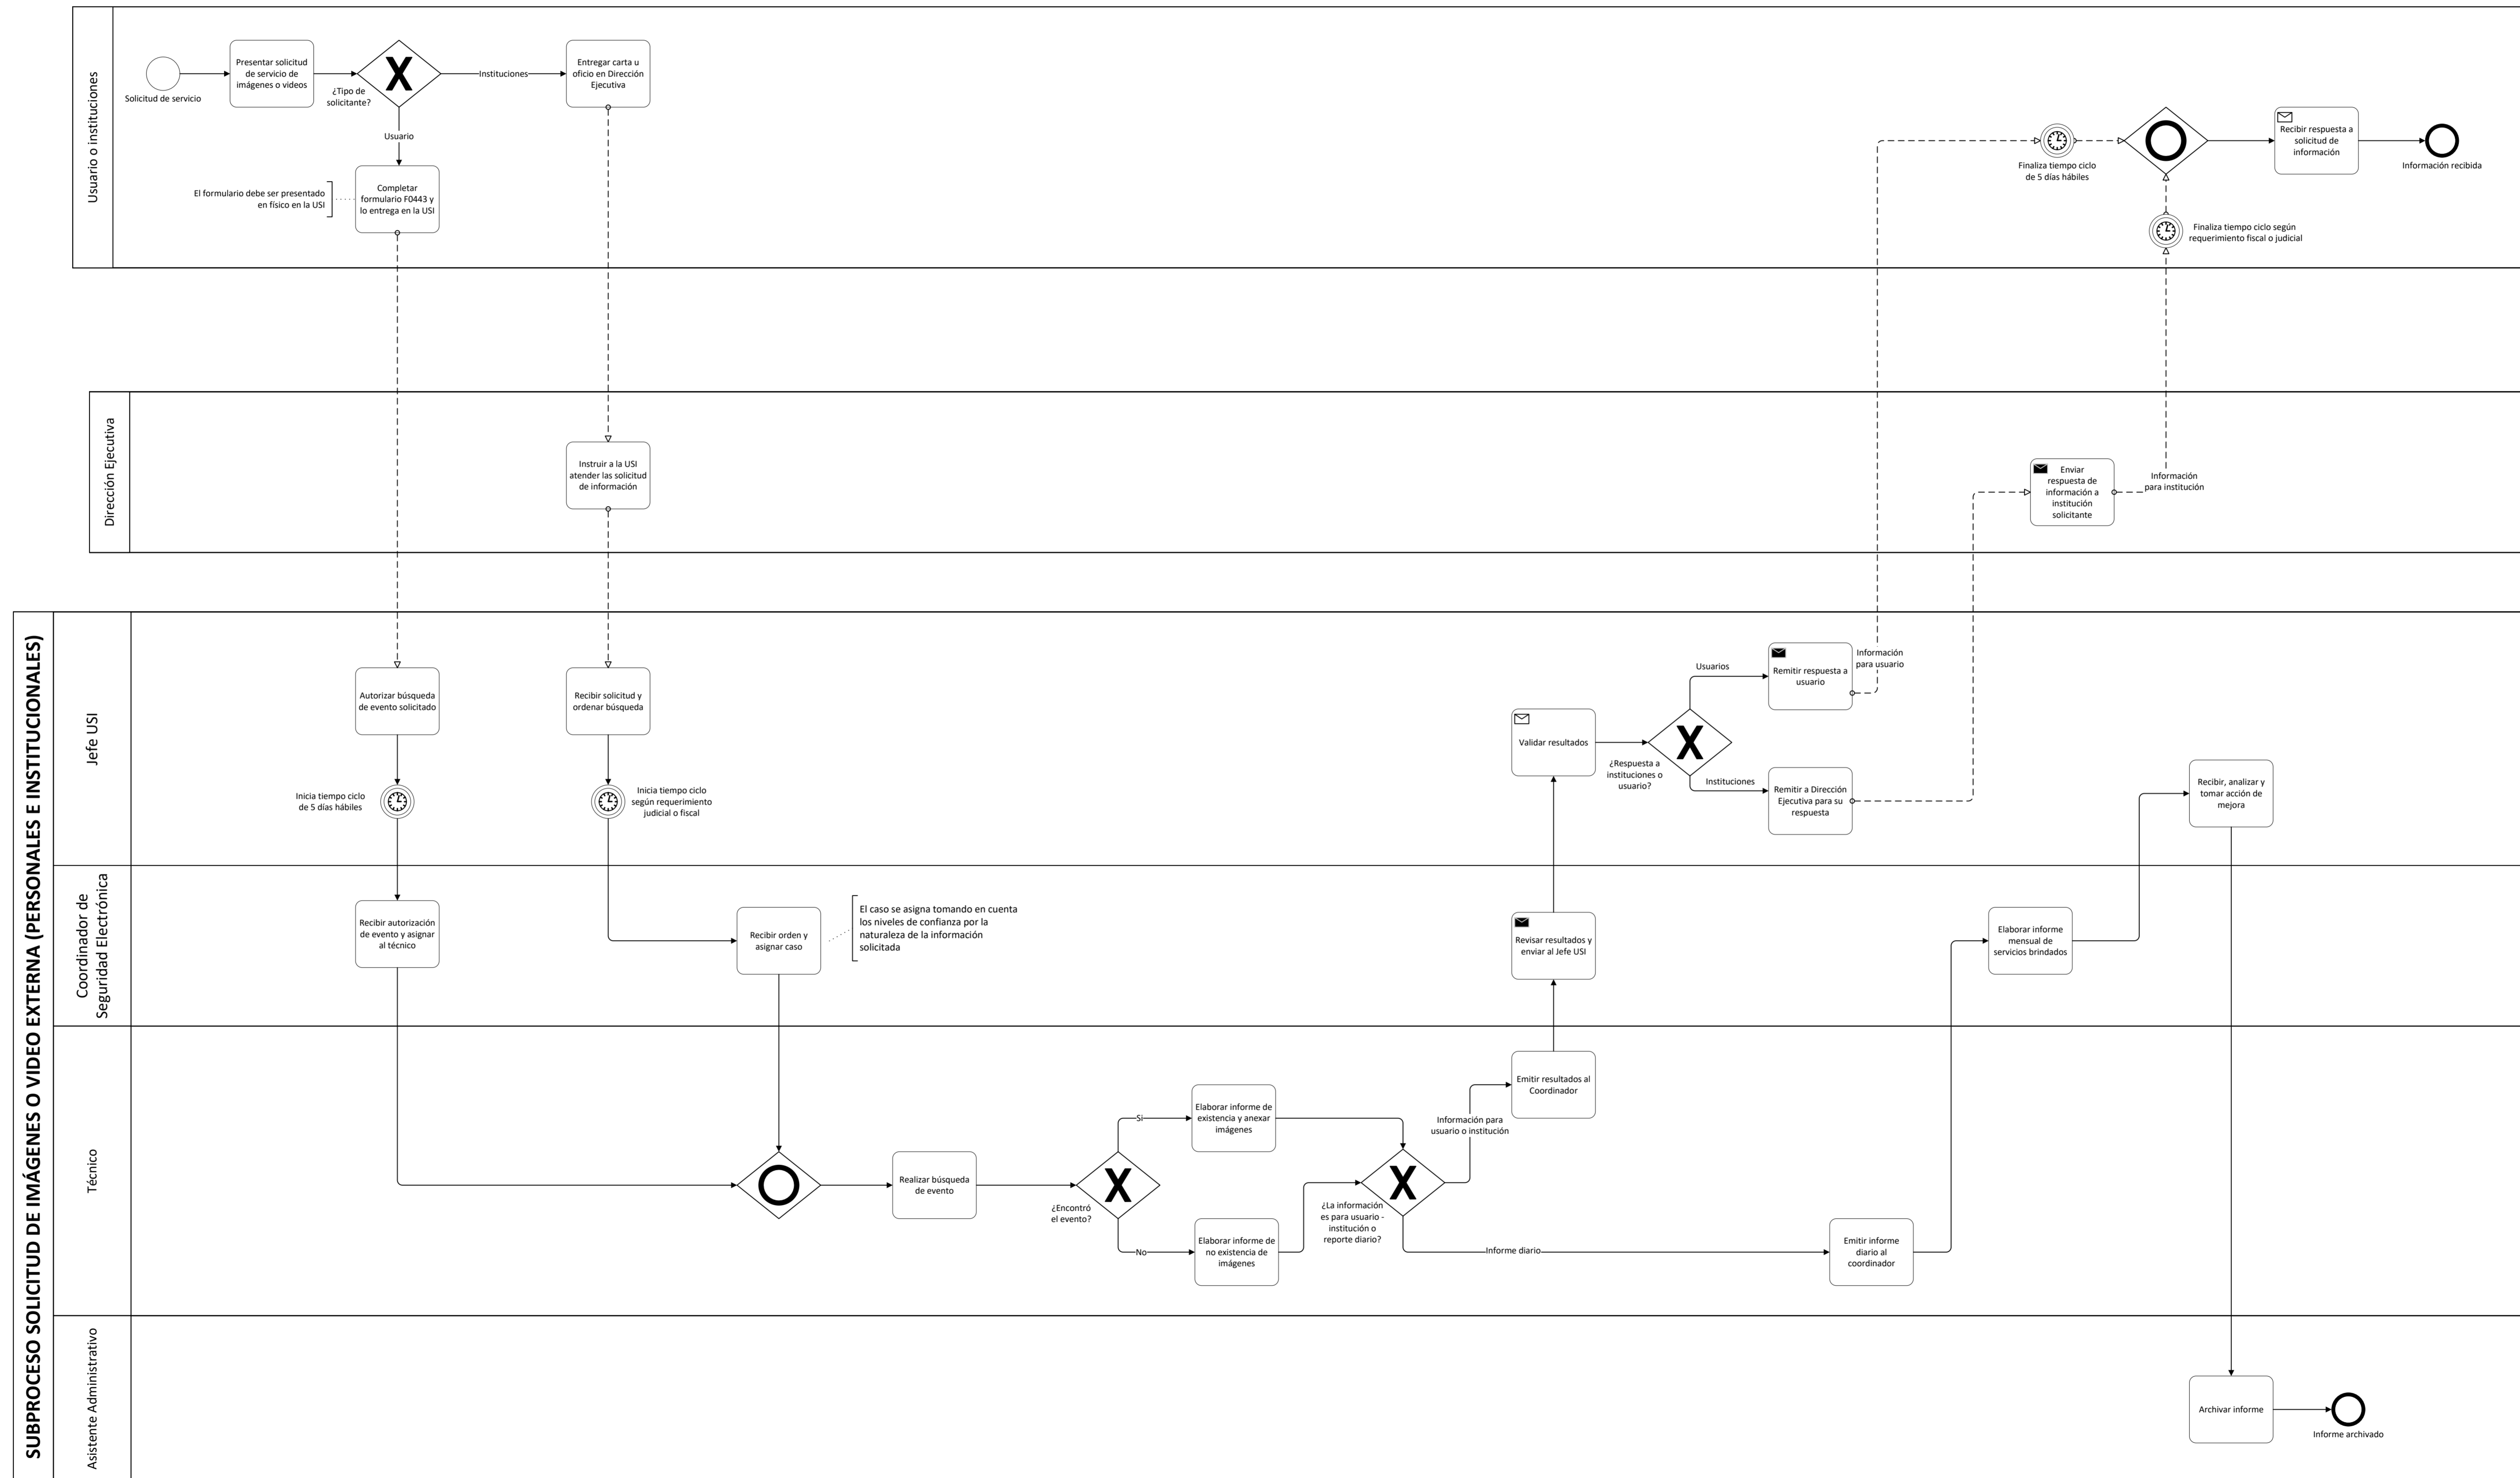 Usuario o instituciones
Solicitud de servicio
Presentar solicitud
de servicio de
imágenes o videos
¿Tipo de
solicitante?
Instituciones
Entregar carta u
oficio en Dirección
Ejecutiva
Usuario
El formulario debe ser presentado
en físico en la USI
Completar
formulario F0443 y
lo entrega en la USI
Finaliza tiempo ciclo
de 5 días hábiles
Recibir respuesta a
solicitud de
información
Información recibida
Finaliza tiempo ciclo según
requerimiento fiscal o judicial
Dirección Ejecutiva
Instruir a la USI
atender las solicitud
de información
Enviar
respuesta de
información a
institución
solicitante
Información
para institución
SUBPROCESO SOLICITUD DE IMÁGENES O VIDEO EXTERNA (PERSONALES E INSTITUCIONALES)
Jefe USI
Autorizar búsqueda
de evento solicitado
Recibir solicitud y
ordenar búsqueda
Inicia tiempo ciclo
de 5 días hábiles
Inicia tiempo ciclo
según requerimiento
judicial o fiscal
Validar resultados
¿Respuesta a
instituciones o
usuario?
Usuarios
Remitir respuesta a
usuario
Información
para usuario
Instituciones
Remitir a Dirección
Ejecutiva para su
respuesta
Recibir, analizar y
tomar acción de
mejora
Coordinador de
Seguridad Electrónica
Recibir autorización
de evento y asignar
al técnico
Recibir orden y
asignar caso
El caso se asigna tomando en cuenta
los niveles de confianza por la
naturaleza de la información
solicitada
Revisar resultados y
enviar al Jefe USI
Elaborar informe
mensual de
servicios brindados
Técnico
Realizar búsqueda
de evento
¿Encontró
el evento?
Si
Elaborar informe de
existencia y anexar
imágenes
No
Elaborar informe de
no existencia de
imágenes
¿La información
es para usuario -
institución o
reporte diario?
Información para
usuario o institución
Emitir resultados al
Coordinador
Informe diario
Emitir informe
diario al
coordinador
Asistente Administrativo
Archivar informe
Informe archivado